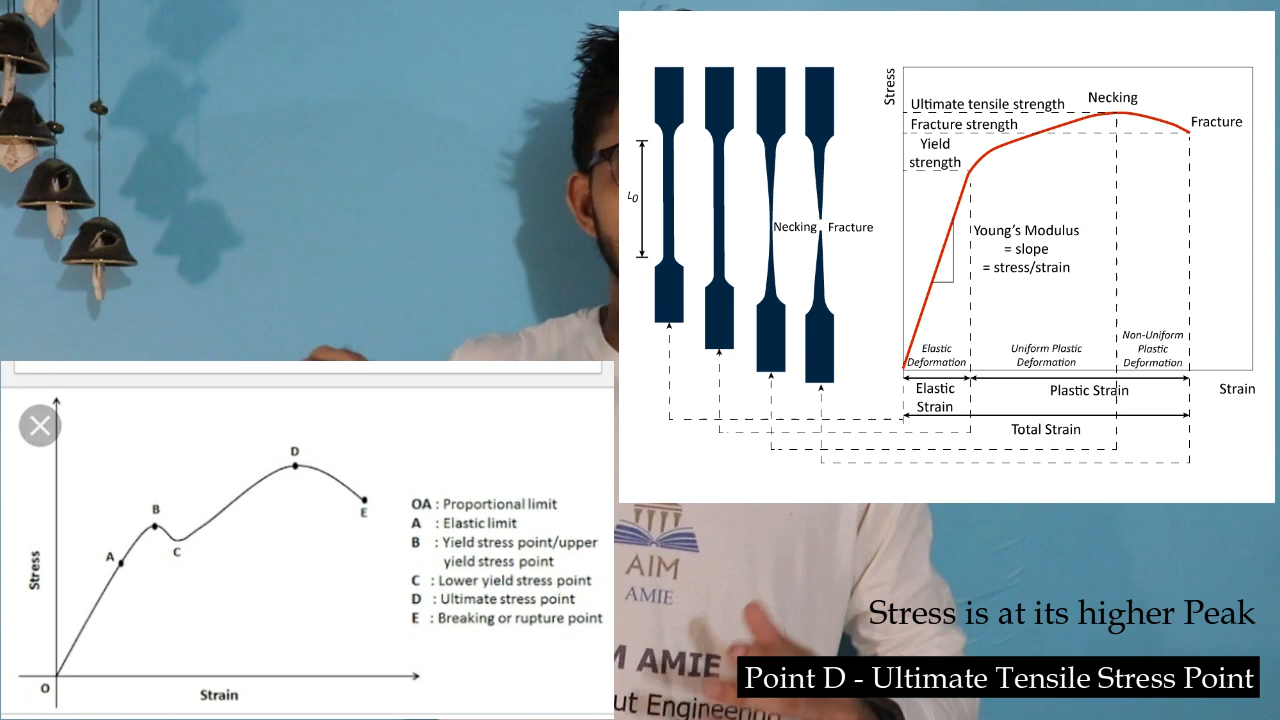 Stress
Ultimate tensile strength
Necking
Fracture strength
Fracture
Yield
strength
L0
Necking
Fracture
Young's Modulus
= slope
= stress/strain
Elastic
Deformation
Uniform Plastic
Deformation
Non-Uniform
Plastic
Deformation
Elastic
Strain
Plastic Strain
Strain
Total Strain
Stress
D
B
E
C
A
O
Strain
OA : Proportional limit
A : Elastic limit
B : Yield stress point/upper
yield stress point
C : Lower yield stress point
D : Ultimate stress point
E : Breaking or rupture point
AIM
AMIE
M AMIE
ut Engineering
Stress is at its higher Peak
Point D - Ultimate Tensile Stress Point